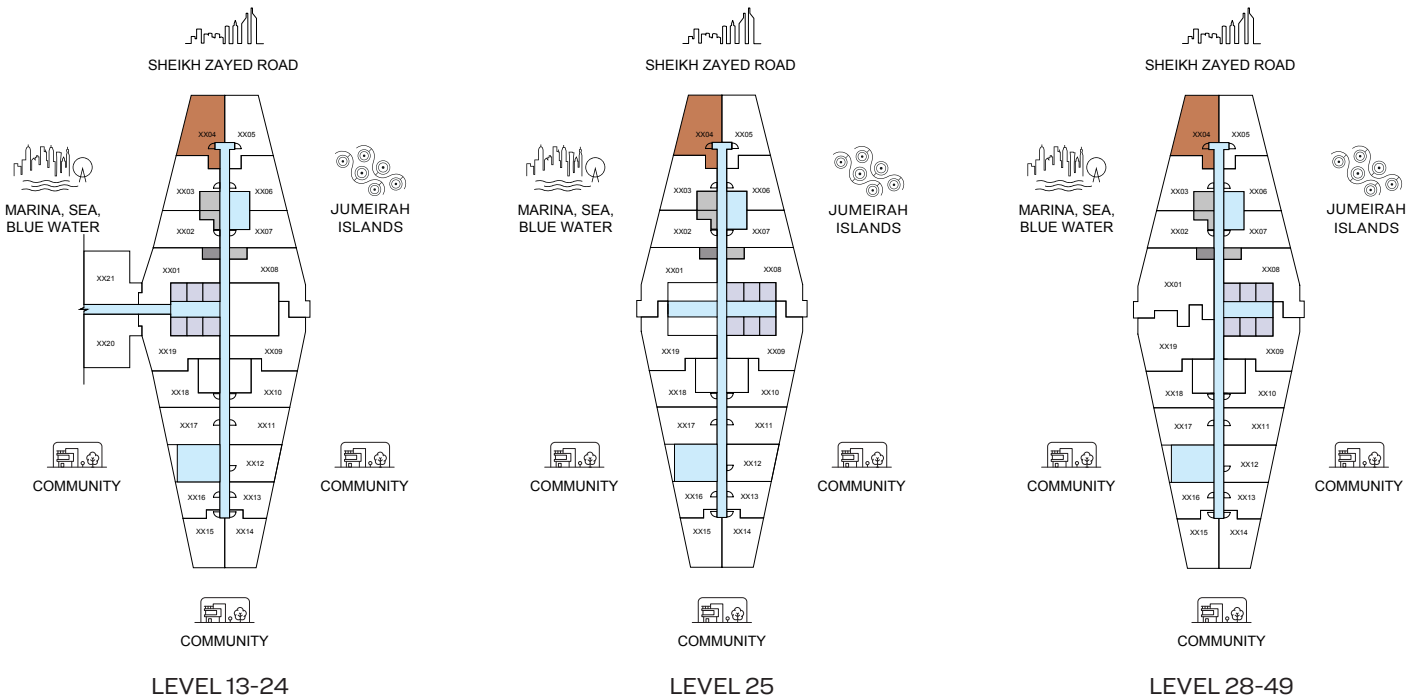 SHEIKH ZAYED ROAD
XX04
XX05
MARINA, SEA,
BLUE WATER
JUMEIRAH
ISLANDS
XX03
XX06
XX02
XX07
XX21
XX01
XX08
XX20
XX19
XX09
XX18
XX10
XX17
XX11
COMMUNITY
COMMUNITY
XX12
XX16
XX13
XX15
XX14
COMMUNITY
LEVEL 13-24
SHEIKH ZAYED ROAD
XX04
XX05
MARINA, SEA,
BLUE WATER
JUMEIRAH
ISLANDS
XX03
XX06
XX02
XX07
XX01
XX08
XX19
XX09
XX18
XX10
XX17
XX11
COMMUNITY
COMMUNITY
XX12
XX16
XX13
XX15
XX14
COMMUNITY
LEVEL 25
SHEIKH ZAYED ROAD
XX04
XX05
MARINA, SEA,
BLUE WATER
JUMEIRAH
ISLANDS
XX03
XX06
XX02
XX07
XX01
XX08
XX19
XX09
XX18
XX10
XX17
XX11
COMMUNITY
COMMUNITY
XX12
XX16
XX13
XX15
XX14
COMMUNITY
LEVEL 28-49